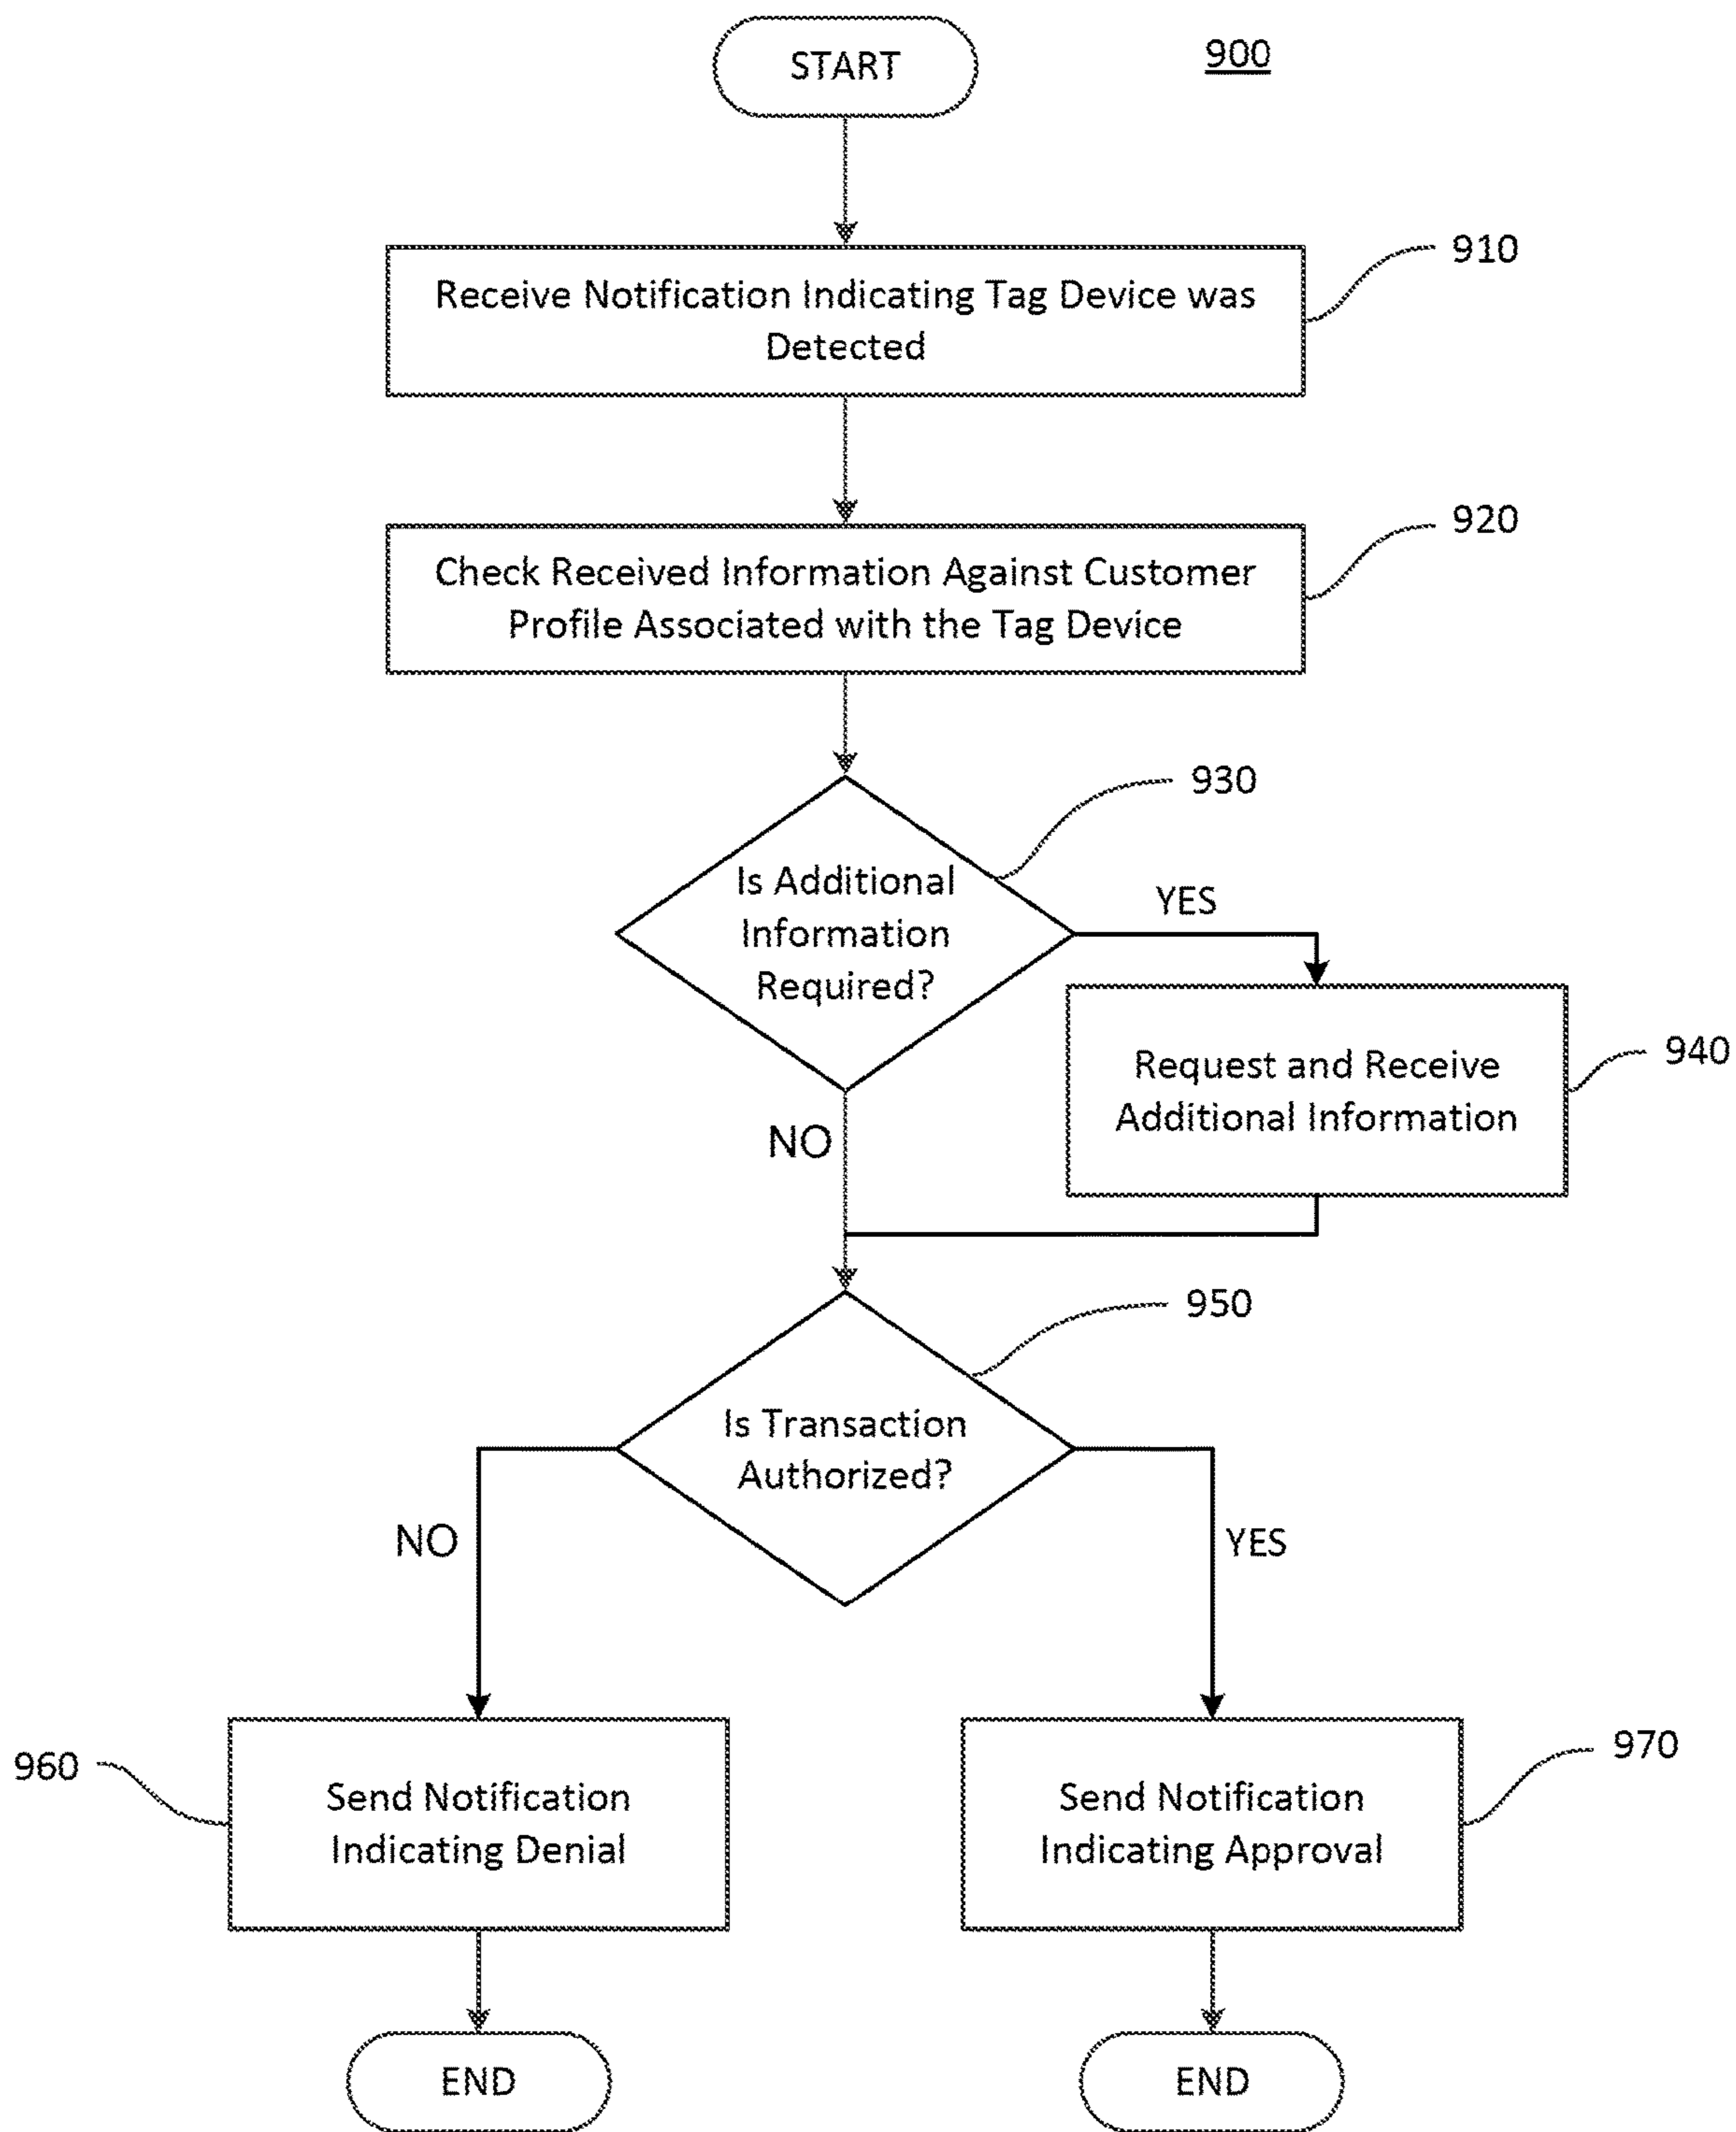 START
900
Receive Notification Indicating Tag Device was
Detected
910
Check Received Information Against Customer
Profile Associated with the Tag Device
920
930
Is Additional
Information
Required?
YES
NO
Request and Receive
Additional Information
940
950
Is Transaction
Authorized?
NO
YES
960
Send Notification
Indicating Denial
Send Notification
Indicating Approval
970
END
END